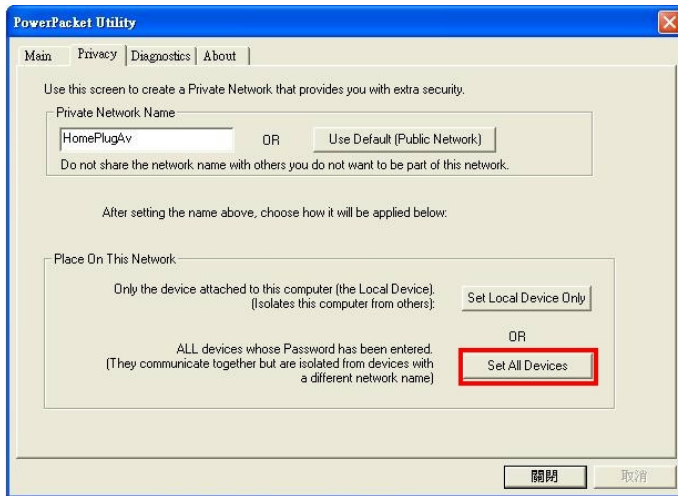 PowerPacket Utility
Main Privacy Diagnostics About
Use this screen to create a Private Network that provides you with extra security.
Private Network Name
HomePlugAv OR Use Default (Public Network)
Do not share the network name with others you do not want to be part of this network.
After setting the name above, choose how it will be applied below:
Place On This Network
Only the device attached to this computer (the Local Device).
(Isolates this computer from others):
Set Local Device Only
OR
ALL devices whose Password has been entered.
(They communicate together but are isolated from devices with
a different network name)
Set All Devices
關閉 取消